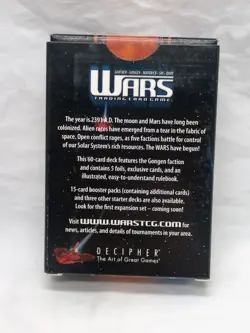 WARS
TRADING CARD GAME
The year is 2391 A.D. The moon and Mars have long been
colonized. Alien races have emerged from a tear in the fabric of
space. Open conflict rages, as five factions battle for control
of our Solar System's rich resources. The WARS have begun!
This 60-card deck features the Gongen faction
and contains 5 foils, exclusive cards, and an
illustrated, easy-to-understand rulebook.
15-card booster packs (containing additional cards)
and three other starter decks are also available.
Look for the first expansion set – coming soon!
Visit WWW.WARSTCG.COM for
news, articles, and details of tournaments in your area.
DECIPHER
The Art of Great Games